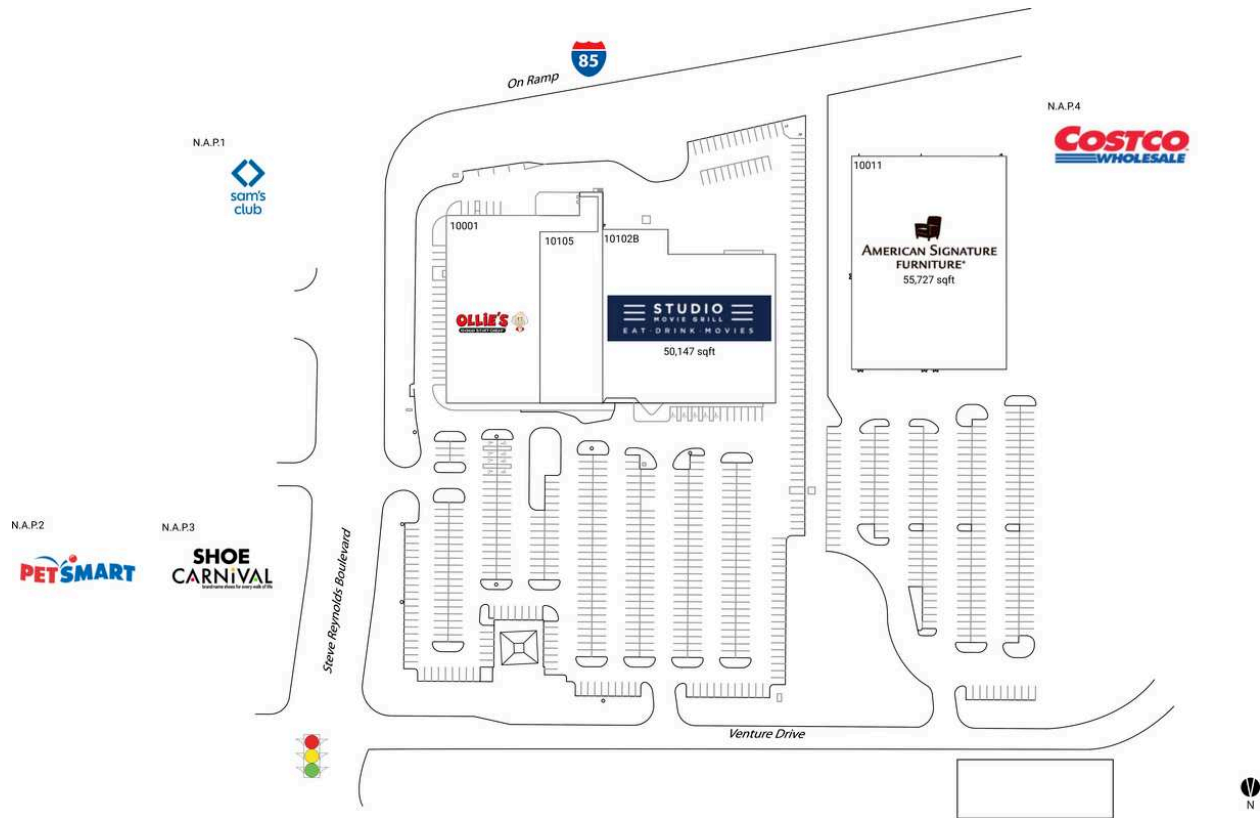 85
On Ramp
N.A.P.4
COSTCO
WHOLESALE
N.A.P.1
sam's
club
10011
AMERICAN SIGNATURE
FURNITURE
55,727 sqft
10001
10105
10102B
OLLIE'S
STUDIO
MOVIE GRILL
EAT · DRINK · MOVIES
50,147 sqft
N.A.P.2
PETSMART
N.A.P.3
SHOE
CARNIVAL
Steve Reynolds Boulevard
Venture Drive
N